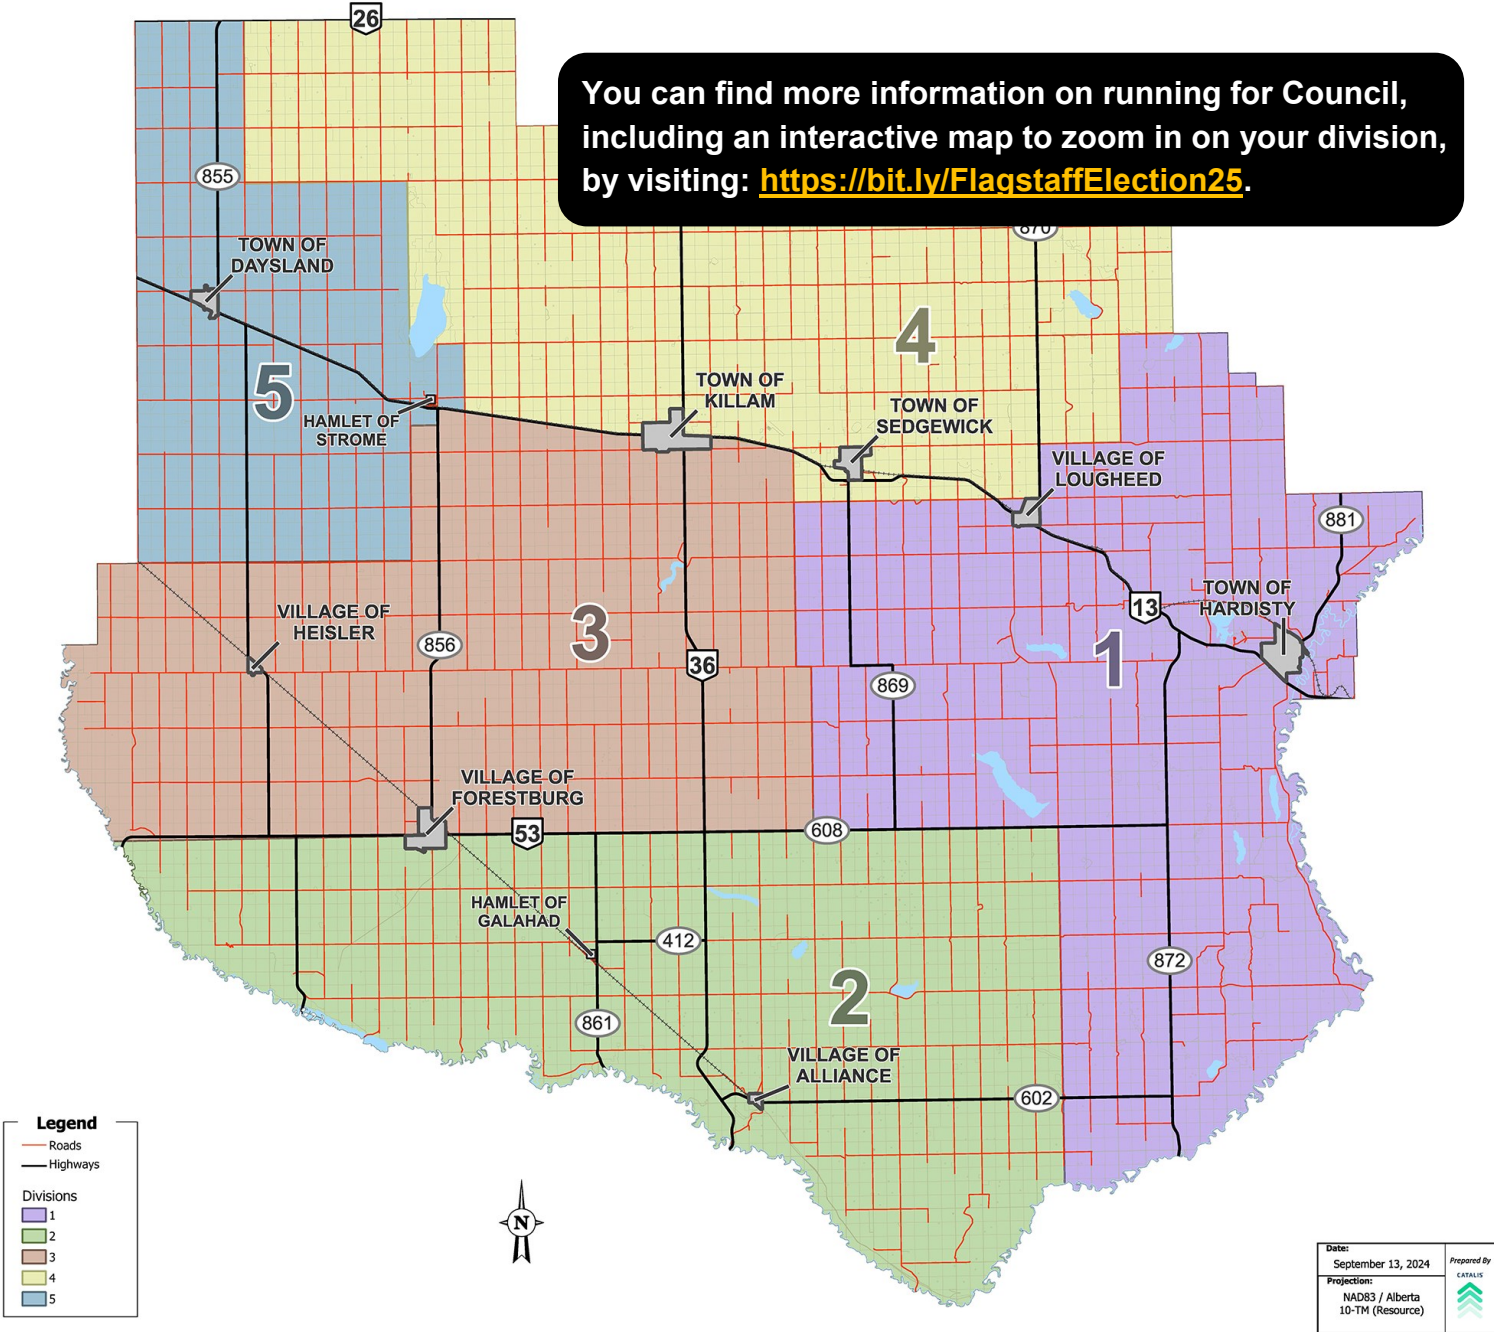 26
You can find more information on running for Council,
including an interactive map to zoom in on your division,
by visiting: https://bit.ly/FlagstaffElection25.
855
870
TOWN OF
DAYSLAND
4
5
TOWN OF
KILLAM
TOWN OF
SEDGEWICK
HAMLET OF
STROME
VILLAGE OF
LOUGHEED
881
TOWN OF
HARDISTY
13
VILLAGE OF
HEISLER
3
856
1
36
869
VILLAGE OF
FORESTBURG
53
608
HAMLET OF
GALAHAD
412
872
2
861
VILLAGE OF
ALLIANCE
602
Legend
Roads
Highways
Divisions
1
2
3
4
5
N
Date:
September 13, 2024
Projection:
NAD83 / Alberta
10-TM (Resource)
Prepared By
CATALIS